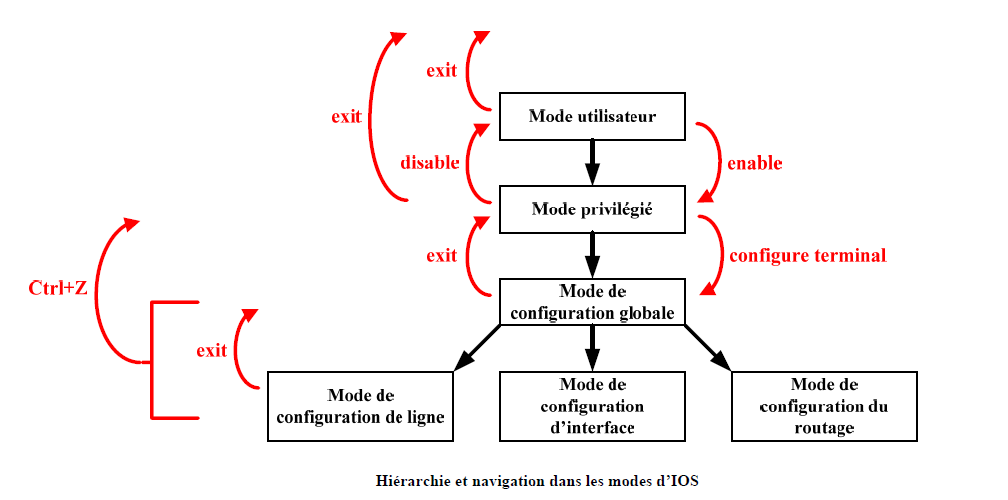 exit
Mode utilisateur
exit
disable
enable
Mode privilégié
exit
configure terminal
Ctrl+Z
Mode de
configuration globale
exit
Mode de
configuration de ligne
Mode de
configuration
d’interface
Mode de
configuration du
routage
Hiérarchie et navigation dans les modes d’IOS